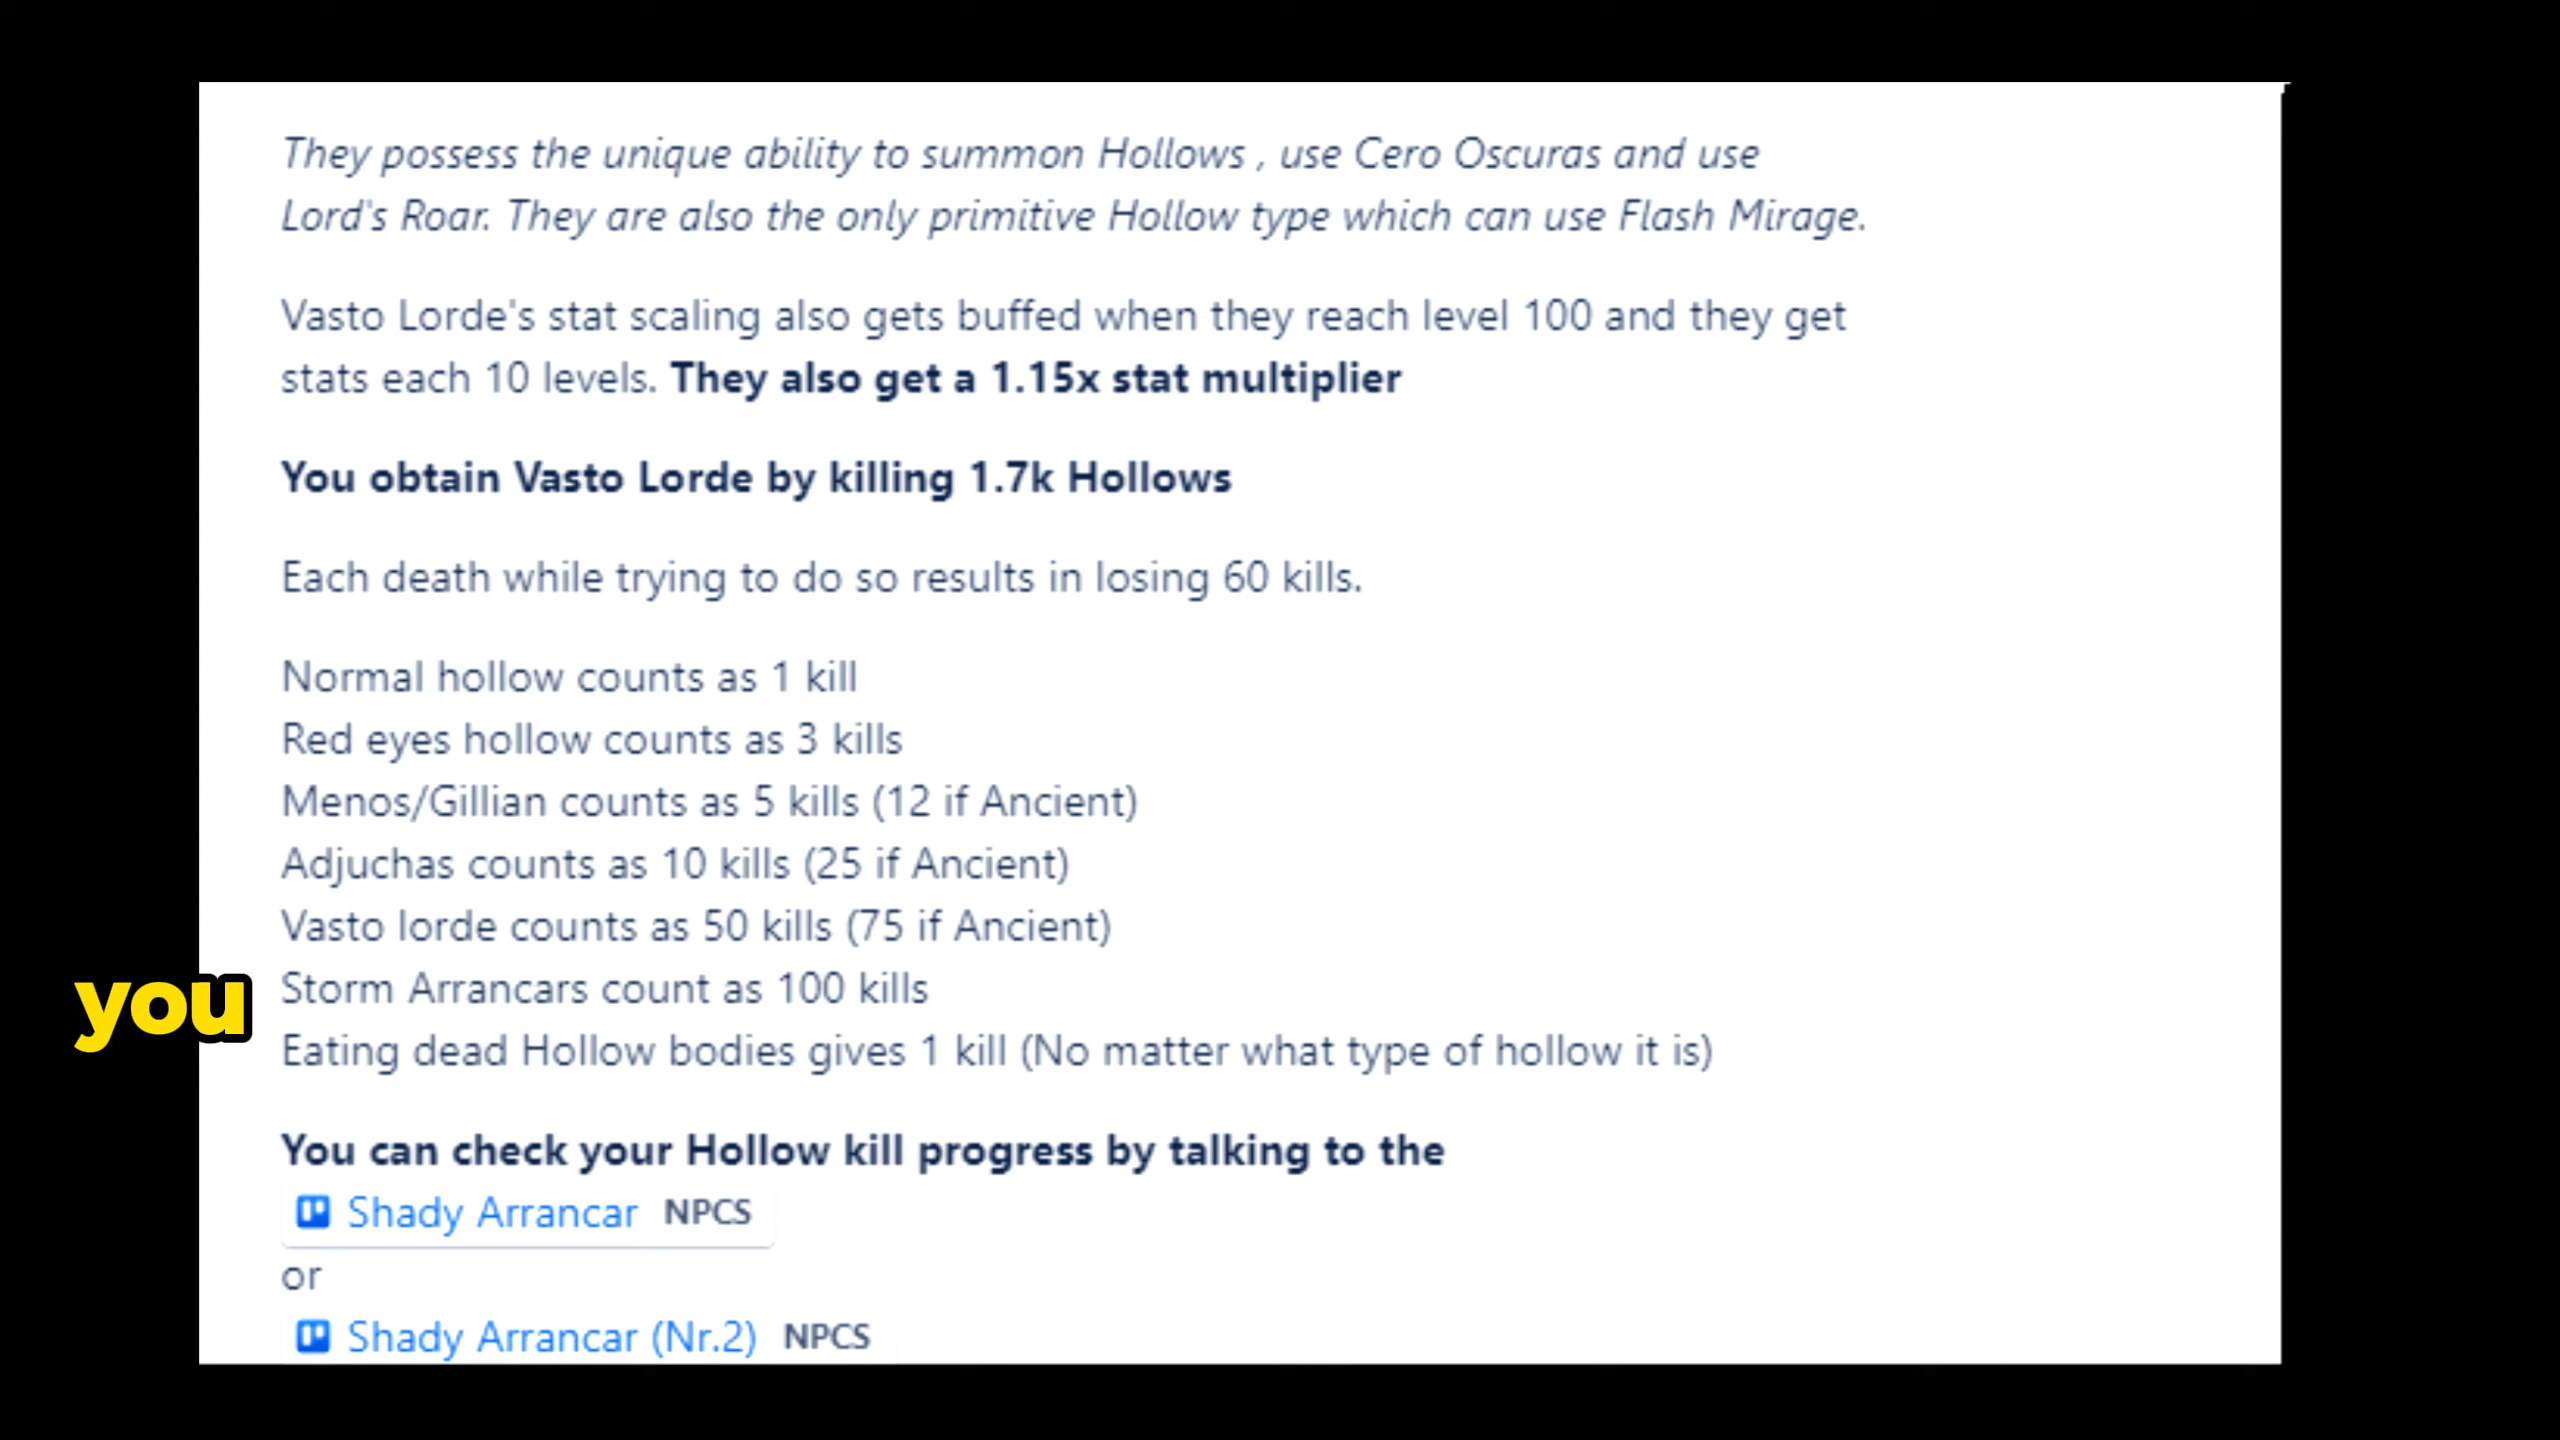 They possess the unique ability to summon Hollows , use Cero Oscuras and use
Lord's Roar. They are also the only primitive Hollow type which can use Flash Mirage.
Vasto Lorde's stat scaling also gets buffed when they reach level 100 and they get
stats each 10 levels. They also get a 1.15x stat multiplier
You obtain Vasto Lorde by killing 1.7k Hollows
Each death while trying to do so results in losing 60 kills.
Normal hollow counts as 1 kill
Red eyes hollow counts as 3 kills
Menos/Gillian counts as 5 kills (12 if Ancient)
Adjuchas counts as 10 kills (25 if Ancient)
Vasto lorde counts as 50 kills (75 if Ancient)
Storm Arrancars count as 100 kills
you
Eating dead Hollow bodies gives 1 kill (No matter what type of hollow it is)
You can check your Hollow kill progress by talking to the
Shady Arrancar NPCS
or
Shady Arrancar (Nr.2) NPCS